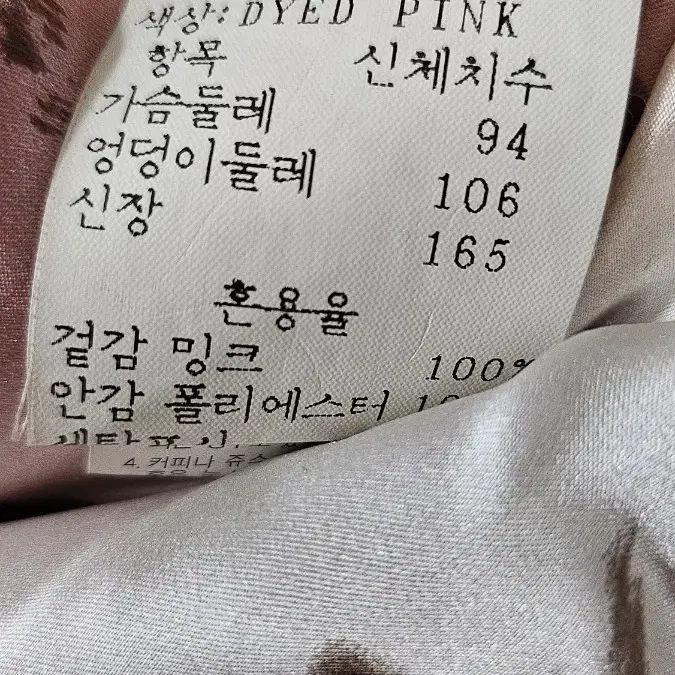 색상: DYED PINK
항목 신체치수
가슴둘레 94
엉덩이둘레 106
신장 165
혼용율
겉감 밍크 100%
안감 폴리에스터
4. 커피나 쥬스